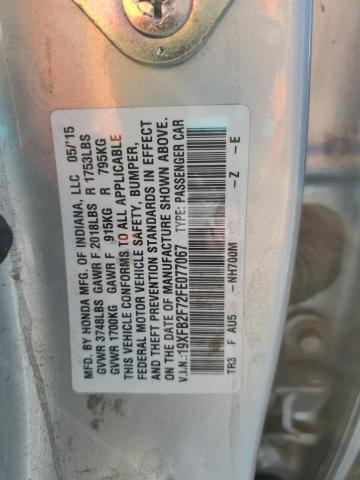 MFD. BY HONDA MFG. OF INDIANA, LLC 05/'15
GVWR 3748LBS GAWR F 2018LBS R 1753LBS
GVWR 1700KG GAWR F 915KG R 795KG
THIS VEHICLE CONFORMS TO ALL APPLICABLE
FEDERAL MOTOR VEHICLE SAFETY, BUMPER,
AND THEFT PREVENTION STANDARDS IN EFFECT
ON THE DATE OF MANUFACTURE SHOWN ABOVE.
V.I.N.:19XFB2F72FE077067 TYPE: PASSENGER CAR
TR3 F AU5 -NH700M -Z -E